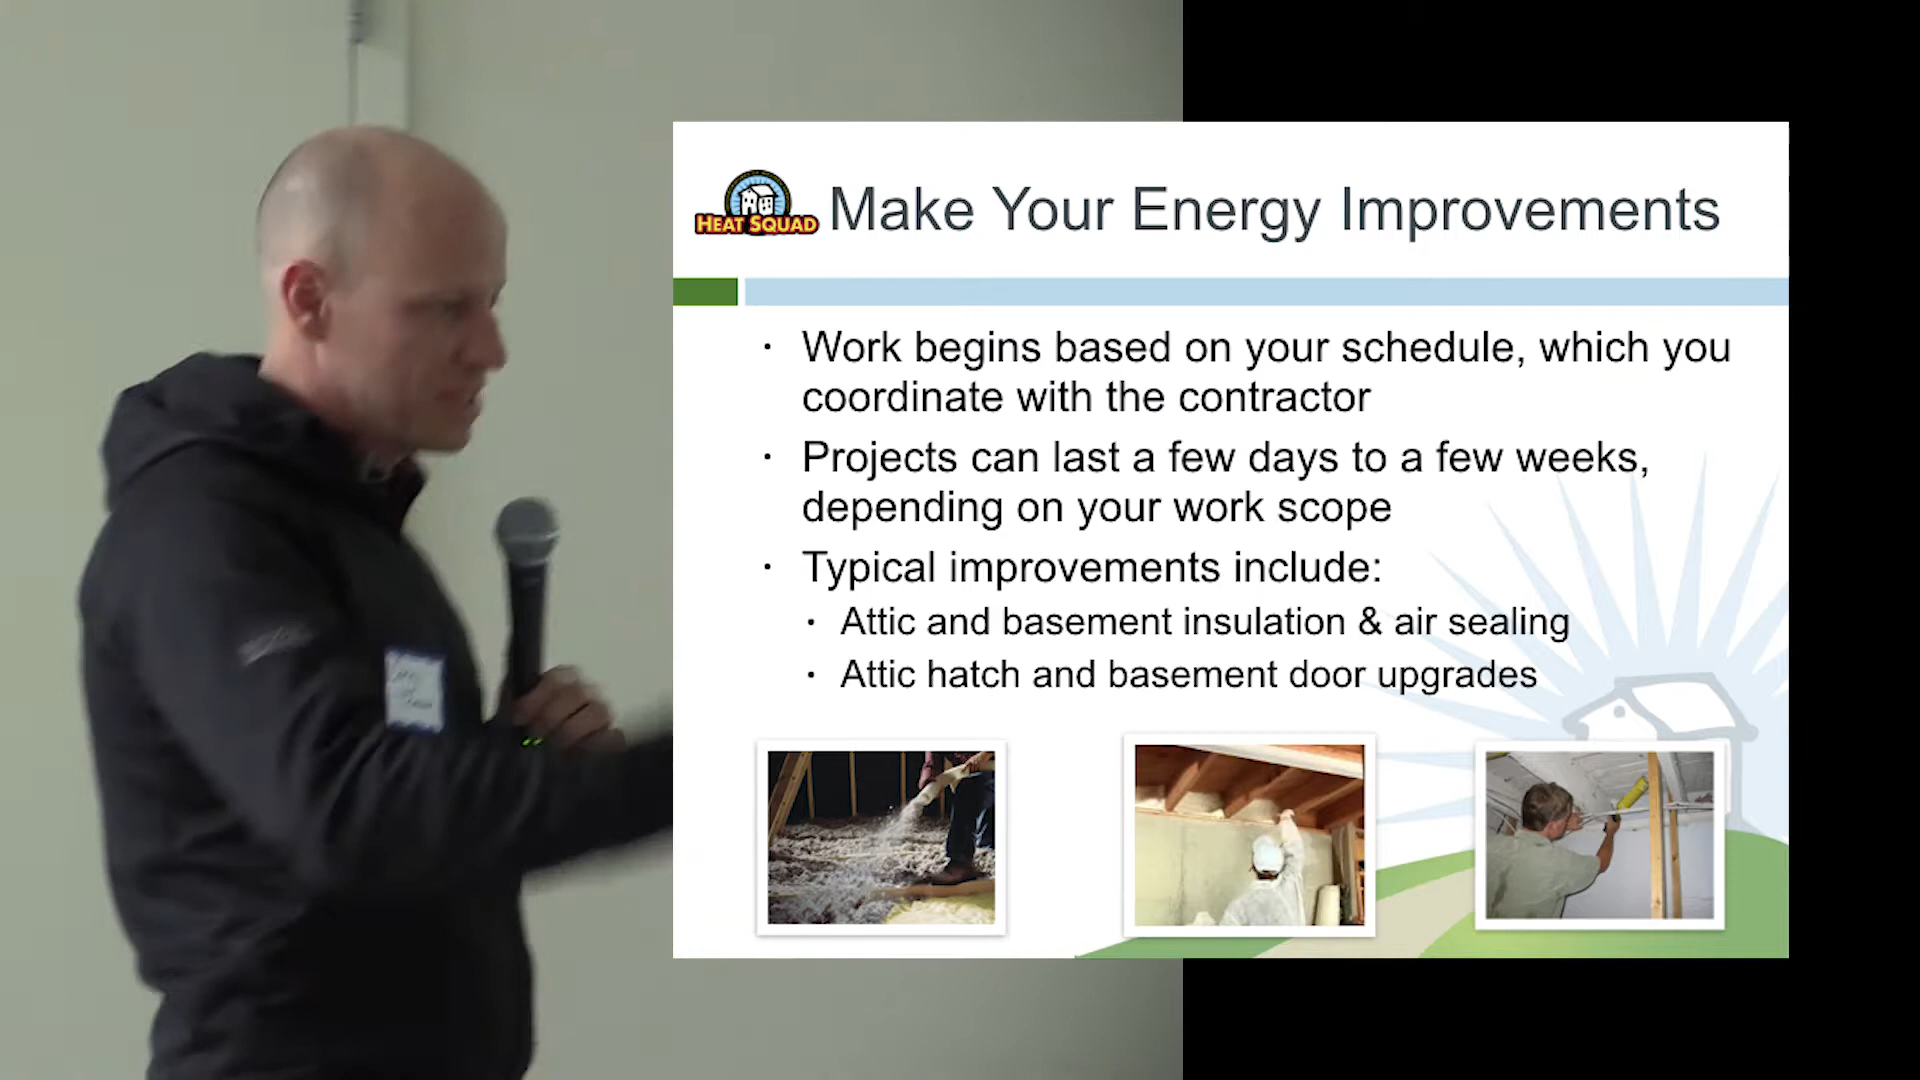 HEAT SQUAD
Make Your Energy Improvements
· Work begins based on your schedule, which you
coordinate with the contractor
· Projects can last a few days to a few weeks,
depending on your work scope
· Typical improvements include:
· Attic and basement insulation & air sealing
· Attic hatch and basement door upgrades